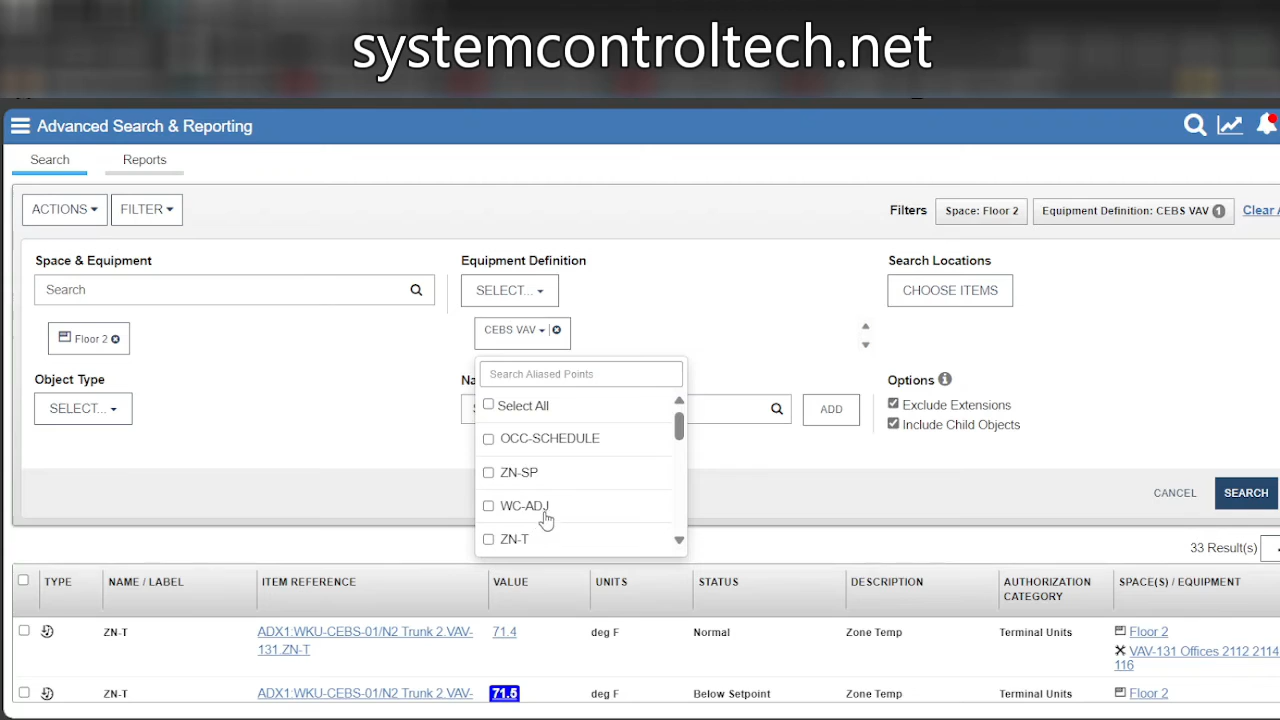 systemcontroltech.net
Advanced Search & Reporting
Search Reports
ACTIONS FILTER Filters Space: Floor 2 Equipment Definition: CEBS VAV 1 Clear
Space & Equipment Equipment Definition Search Locations
Search SELECT... CHOOSE ITEMS
Floor 2 CEBS VAV
Search Aliased Points
Object Type Na Options
SELECT... ADD Exclude Extensions
Include Child Objects
Select All
OCC-SCHEDULE
ZN-SP
WC-ADJ
ZN-T
CANCEL SEARCH
33 Result(s)
TYPE NAME / LABEL ITEM REFERENCE VALUE UNITS STATUS DESCRIPTION AUTHORIZATION CATEGORY SPACE(S) / EQUIPMENT
ZN-T ADX1:WKU-CEBS-01/N2 Trunk 2.VAV- 71.4 deg F Normal Zone Temp Terminal Units Floor 2
131.ZN-T VAV-131 Offices 2112 2114
116
ZN-T ADX1:WKU-CEBS-01/N2 Trunk 2.VAV- 71.5 deg F Below Setpoint Zone Temp Terminal Units Floor 2